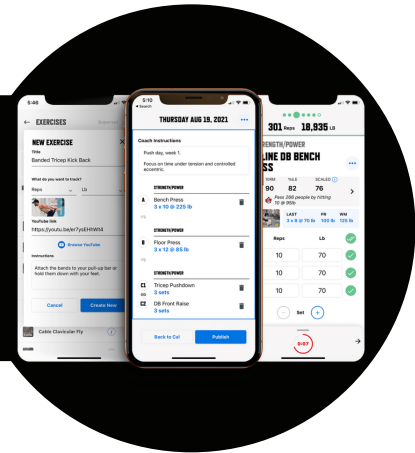 5:46
← EXERCISES
NEW EXERCISE
Title
Banded Tricep Kick Back
What do you want to track?
Reps
Lb
YouTube link
https://youtu.be/er7ysEHhWt4
Browse YouTube
Instructions
Attach the bands to your pull-up bar or
hold them down with your feet.
Cancel
Create New
Cable Clavicular Fly
5:10
Search
THURSDAY AUG 19, 2021
Coach Instructions
Push day, week 1.
Focus on time under tension and controlled
eccentric.
STRENGTH/POWER
A Bench Press
3 x 10 @ 225 lb
STRENGTH/POWER
B Floor Press
3 x 12 @ 85 lb
STRENGTH/POWER
C1 Tricep Pushdown
3 sets
C2 DB Front Raise
3 sets
Back to Cal
Publish
301 Reps 18,935 LB
RENGTH/POWER
LINE DB BENCH
SS
1RM %LE SCALED
90 82 76
Pass 266 people by hitting
10 @ 95lb
LAST PR WM
3 x 8 @ 70 lb 100 lb 125 lb
Reps Lb
10 70
10 70
10 70
Set
0:07